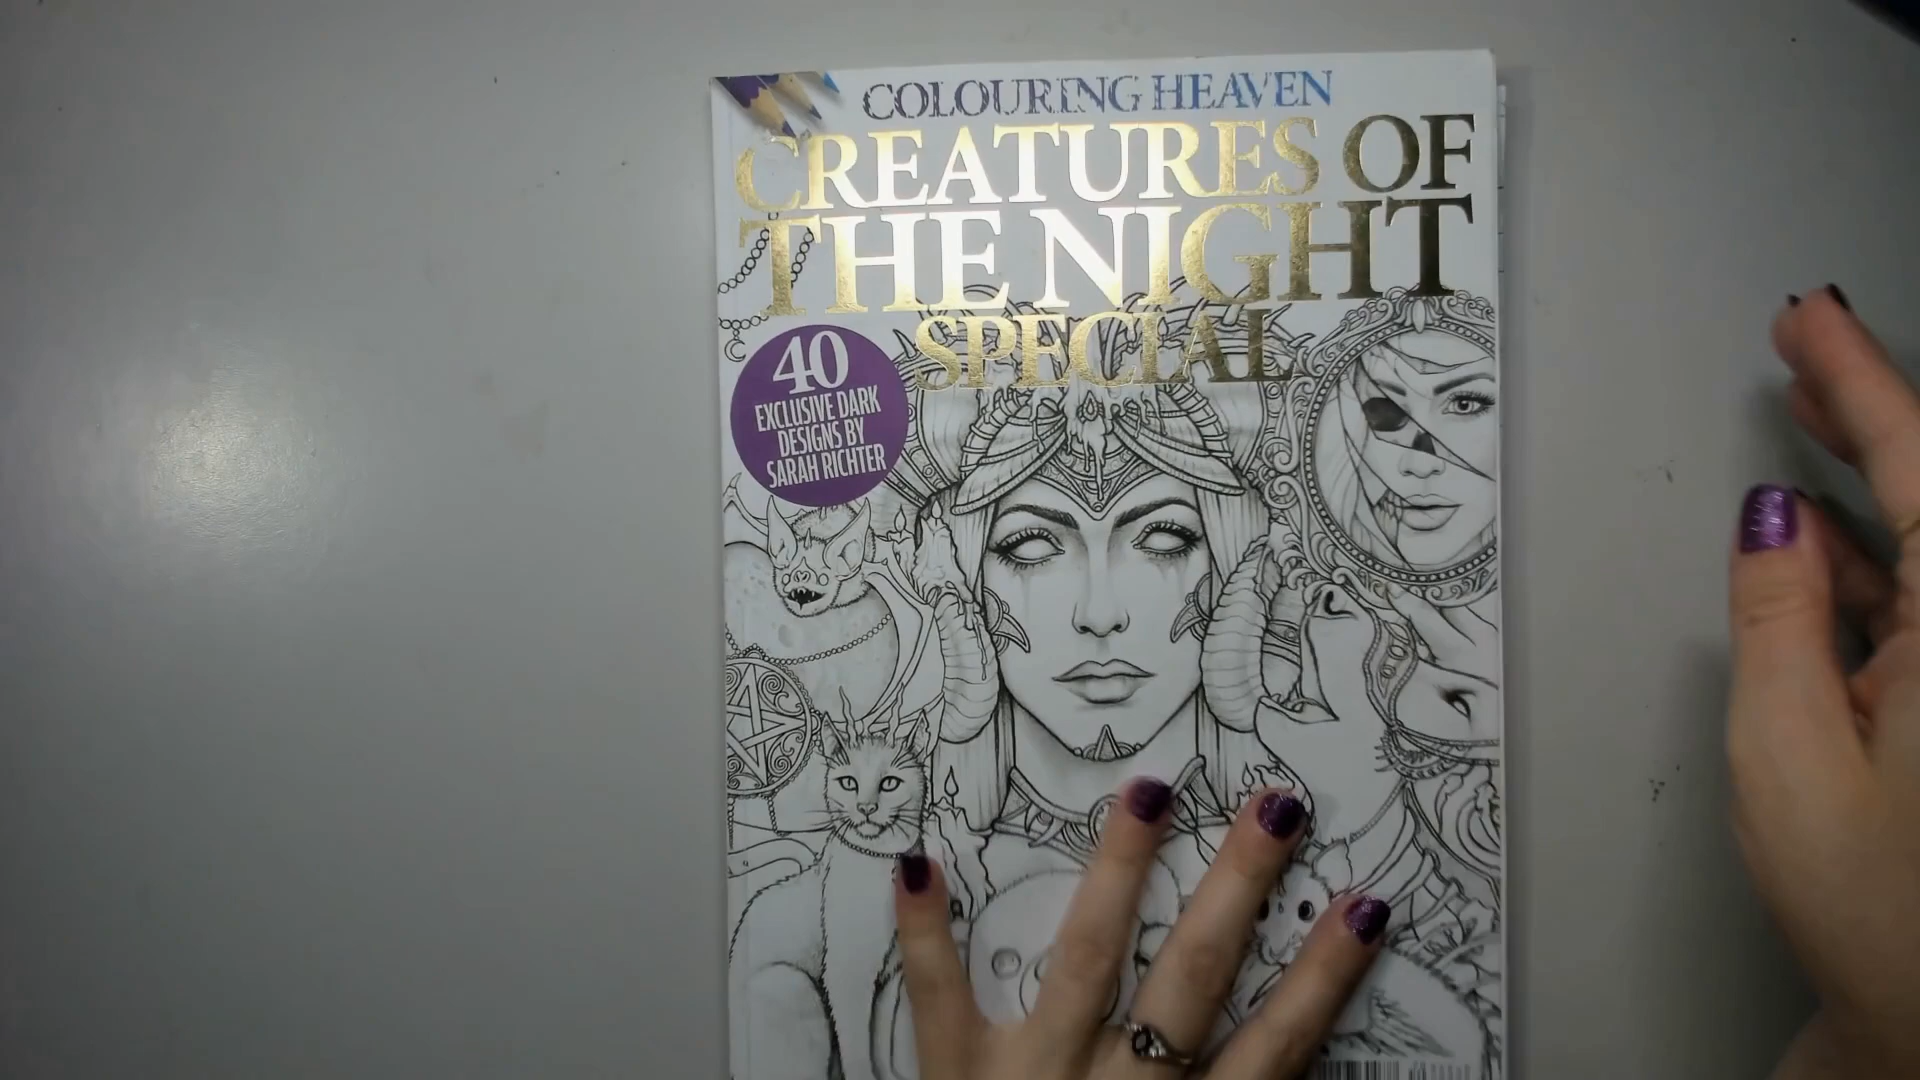 COLOURING HEAVEN
CREATURES OF
THE NIGHT
SPECIAL
40
EXCLUSIVE DARK
DESIGNS BY
SARAH RICHTER